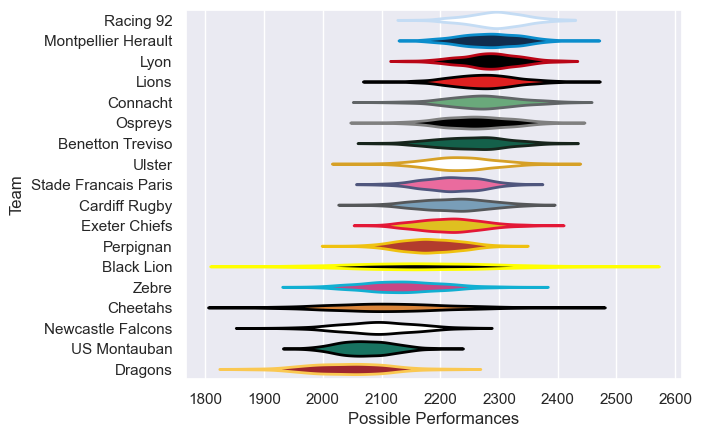 Racing 92
Montpellier Herault
Lyon
Lions
Connacht
Ospreys
Benetton Treviso
Ulster
Stade Francais Paris
Cardiff Rugby
Exeter Chiefs
Perpignan
Black Lion
Zebre
Cheetahs
Newcastle Falcons
US Montauban
Dragons
Team
1800 1900 2000 2100 2200 2300 2400 2500 2600
Possible Performances